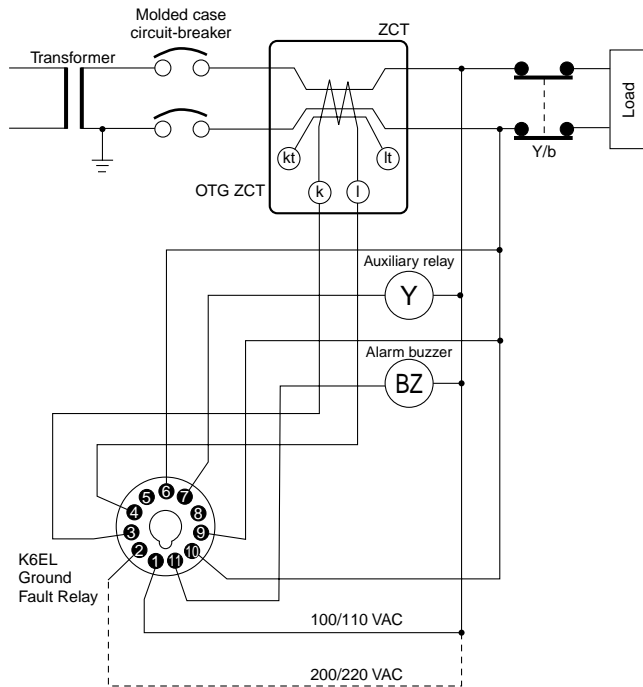 Molded case
circuit-breaker
ZCT
Transformer
Load
kt
lt
Y/b
OTG ZCT
k
l
Auxiliary relay
Y
Alarm buzzer
BZ
6
5
7
4
8
3
9
2
10
1
11
K6EL
Ground
Fault Relay
100/110 VAC
200/220 VAC